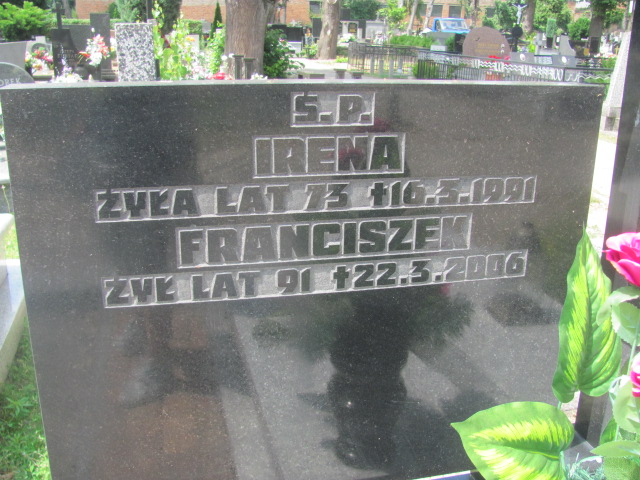 Ś.P.
IRENA
ŻYŁA LAT 73 †16.3.1991
FRANCISZEK
ŻYŁ LAT 91 †22.3.2006